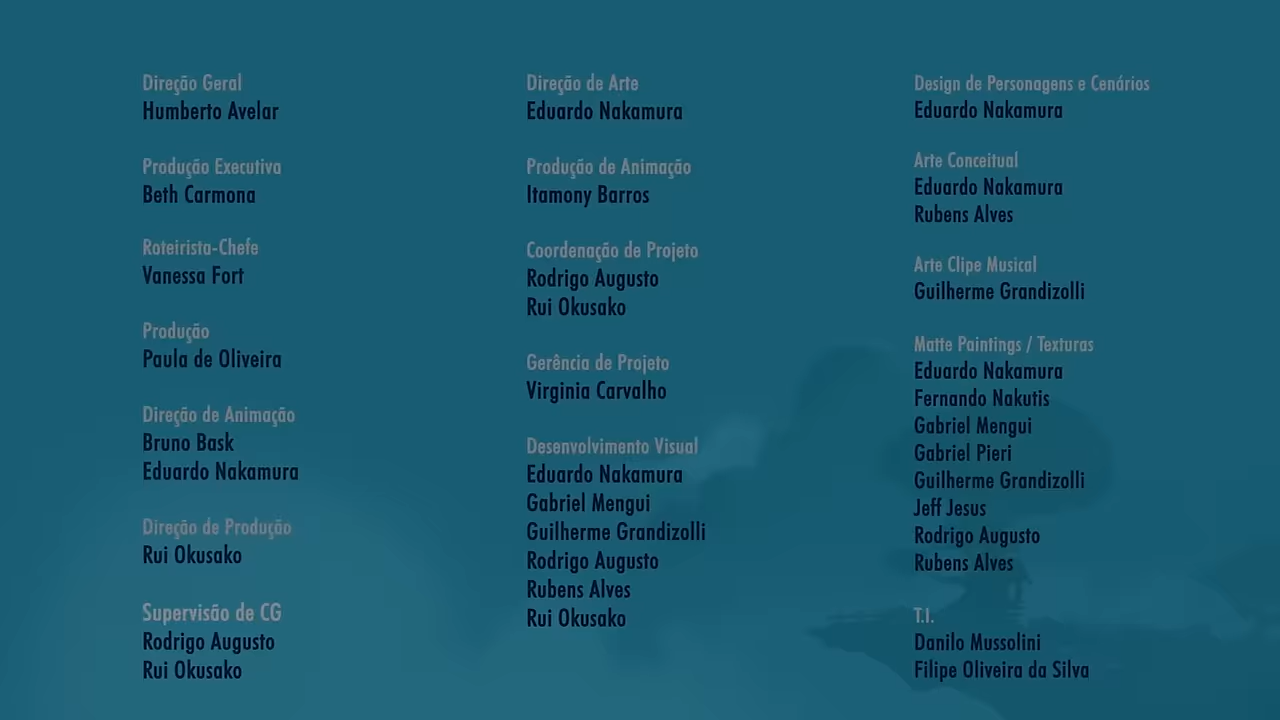 Direção Geral
Humberto Avelar
Produção Executiva
Beth Carmona
Roteirista-Chefe
Vanessa Fort
Produção
Paula de Oliveira
Direção de Animação
Bruno Bask
Eduardo Nakamura
Direção de Produção
Rui Okusako
Supervisão de CG
Rodrigo Augusto
Rui Okusako
Direção de Arte
Eduardo Nakamura
Produção de Animação
Itamony Barros
Coordenação de Projeto
Rodrigo Augusto
Rui Okusako
Gerência de Projeto
Virginia Carvalho
Desenvolvimento Visual
Eduardo Nakamura
Gabriel Mengui
Guilherme Grandizolli
Rodrigo Augusto
Rubens Alves
Rui Okusako
Design de Personagens e Cenários
Eduardo Nakamura
Arte Conceitual
Eduardo Nakamura
Rubens Alves
Arte Clipe Musical
Guilherme Grandizolli
Matte Paintings / Texturas
Eduardo Nakamura
Fernando Nakutis
Gabriel Mengui
Gabriel Pieri
Guilherme Grandizolli
Jeff Jesus
Rodrigo Augusto
Rubens Alves
T.I.
Danilo Mussolini
Filipe Oliveira da Silva